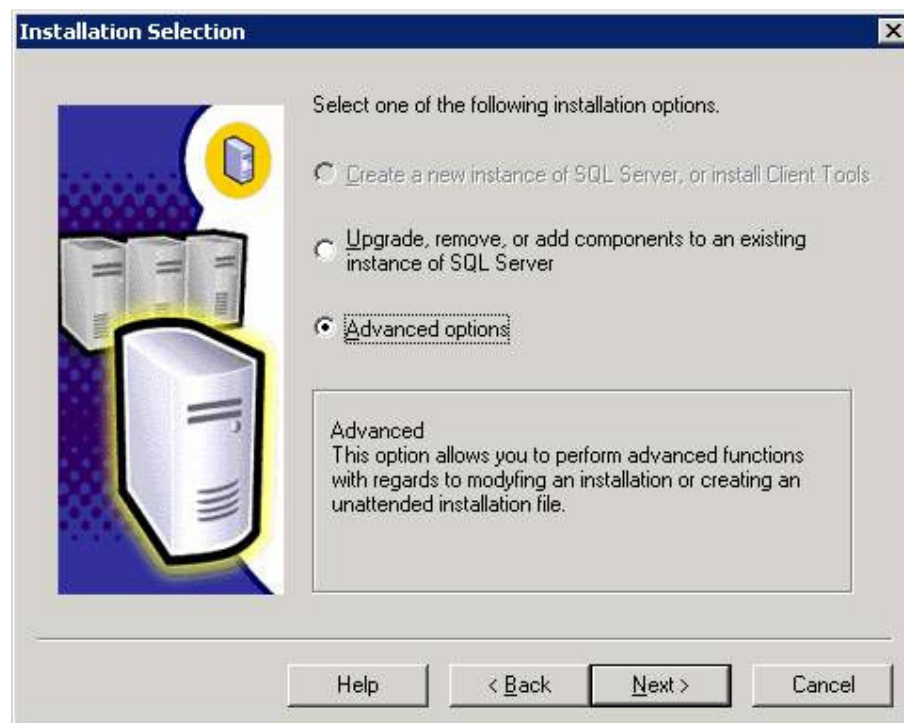 Installation Selection
Select one of the following installation options.
Create a new instance of SQL Server, or install Client Tools
Upgrade, remove, or add components to an existing
instance of SQL Server
Advanced options
Advanced
This option allows you to perform advanced functions
with regards to modyfing an installation or creating an
unattended installation file.
Help
< Back
Next >
Cancel